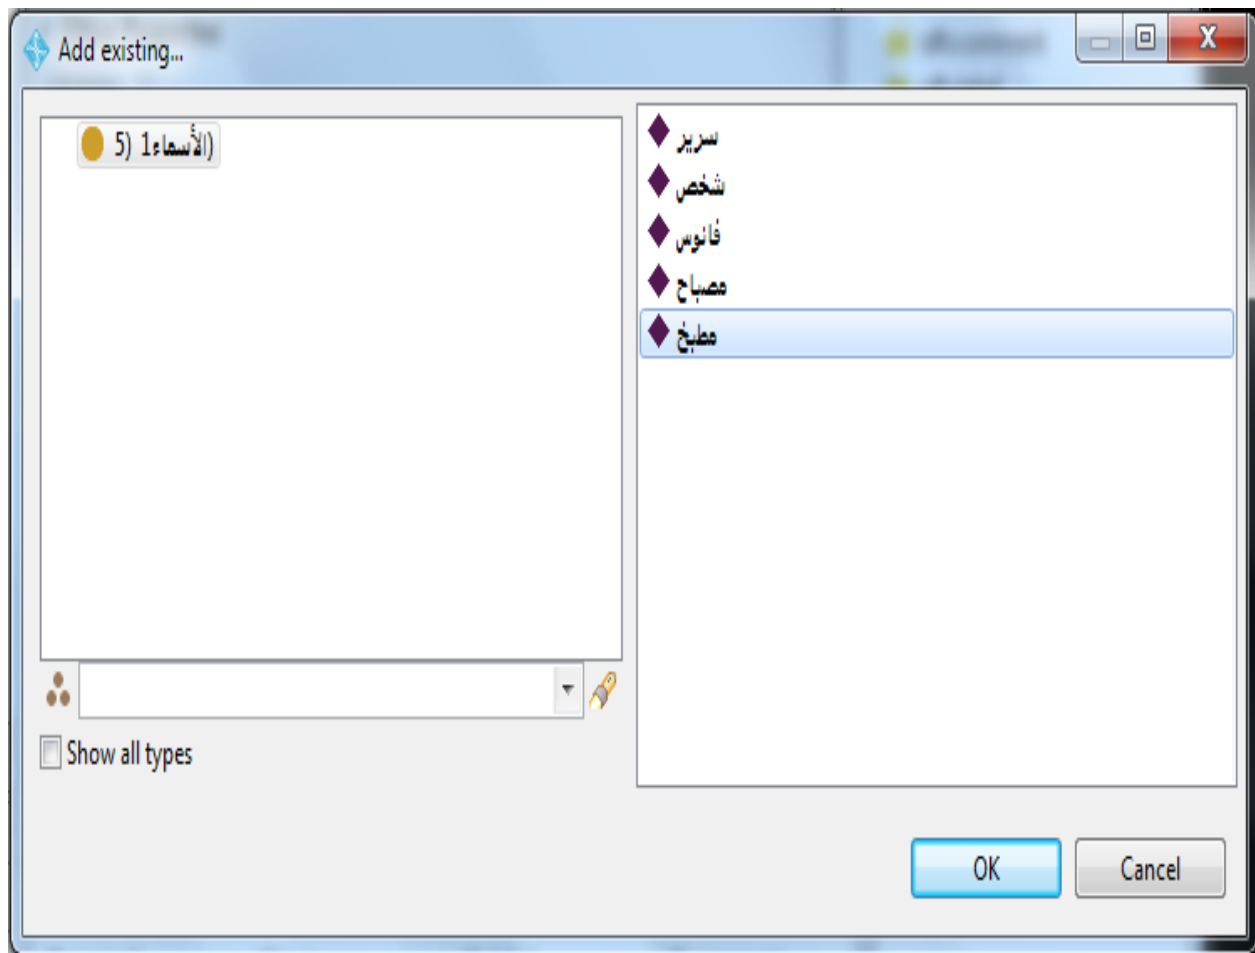 Add existing...
الأسماء1 (5)
سرير
شخص
فانوس
مصباح
مطبخ
Show all types
OK
Cancel